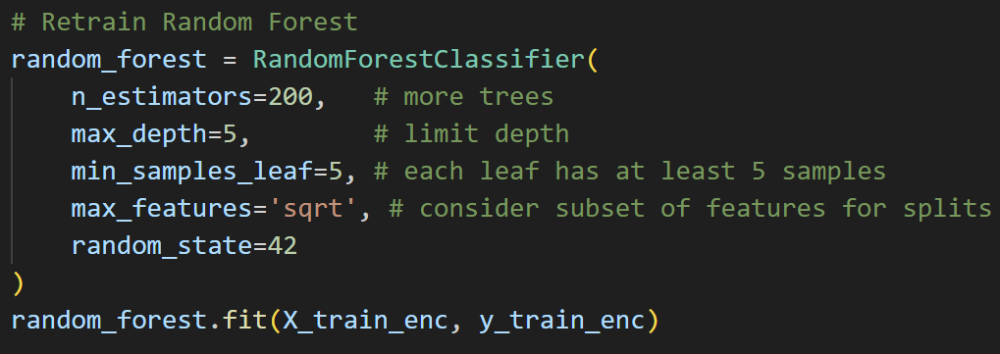 # Retrain Random Forest
random_forest = RandomForestClassifier(
    n_estimators=200,   # more trees
    max_depth=5,        # limit depth
    min_samples_leaf=5, # each leaf has at least 5 samples
    max_features='sqrt', # consider subset of features for splits
    random_state=42
)
random_forest.fit(X_train_enc, y_train_enc)